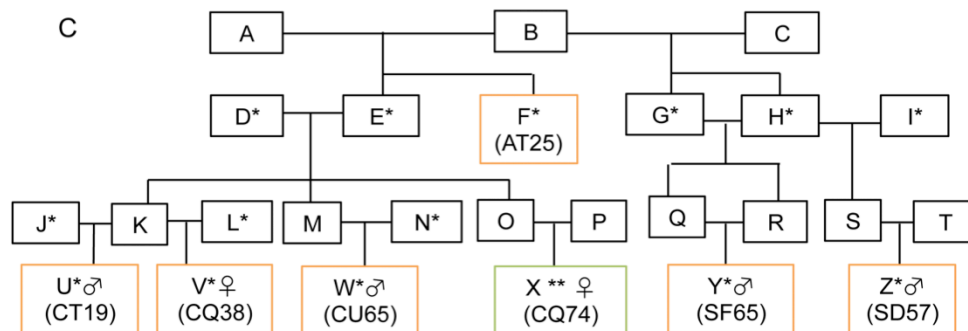 C
A B C
D* E* F*
(AT25) G* H* I*
J* K L* M N* O P Q R S T
U*♂ V*♀ W*♂ X ** ♀ Y*♂ Z*♂
(CT19) (CQ38) (CU65) (CQ74) (SF65) (SD57)